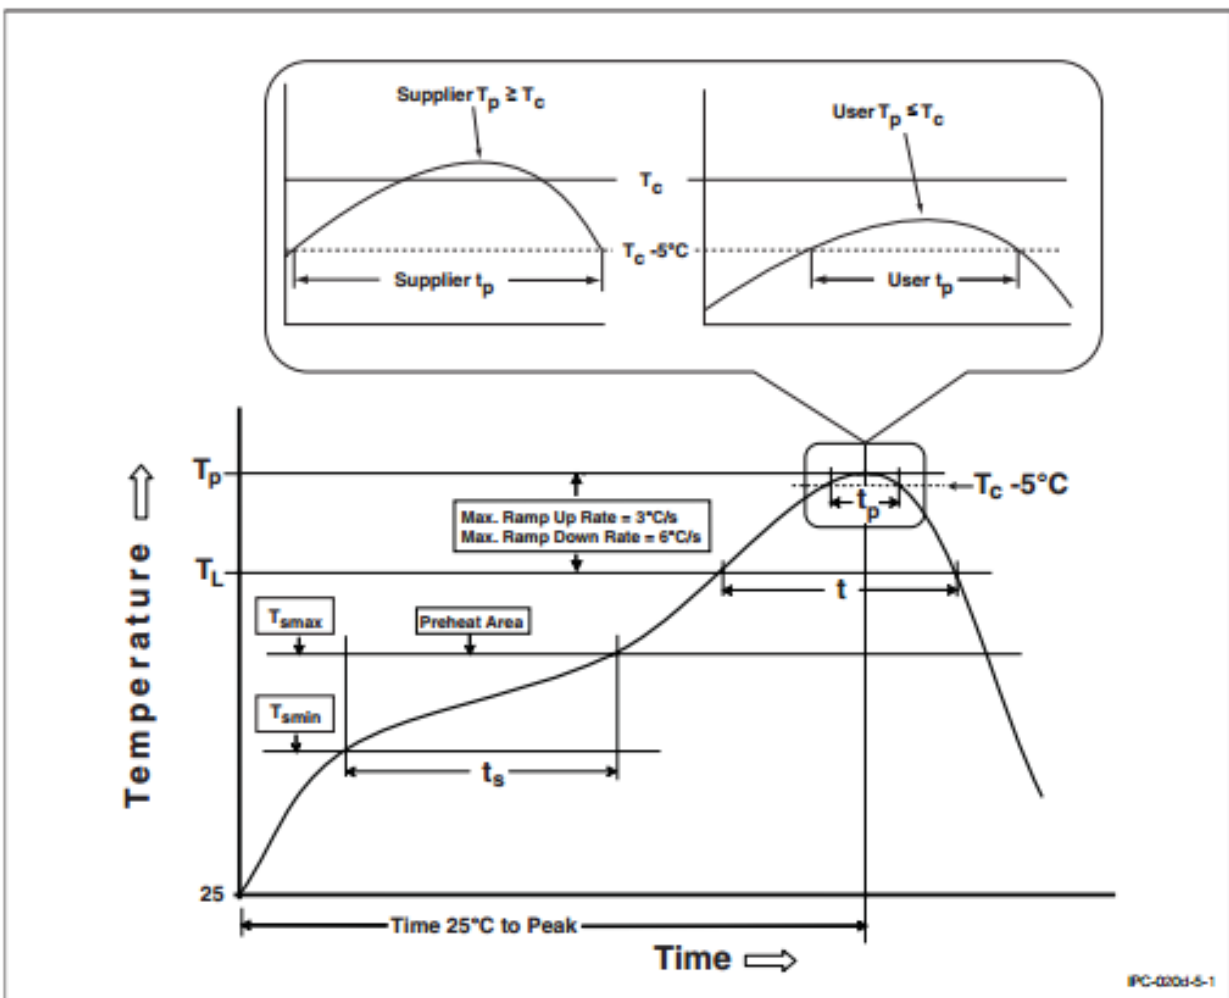 Supplier Tp ≥ Tc
User Tp ≤ Tc
Tc
Tc -5°C
Supplier tp
User tp
Tp
Tc -5°C
tp
Max. Ramp Up Rate = 3°C/s
Max. Ramp Down Rate = 6°C/s
TL
t
Tsmax
Preheat Area
Tsmin
ts
Temperature
25
Time 25°C to Peak
Time
IPC-020d-5-1